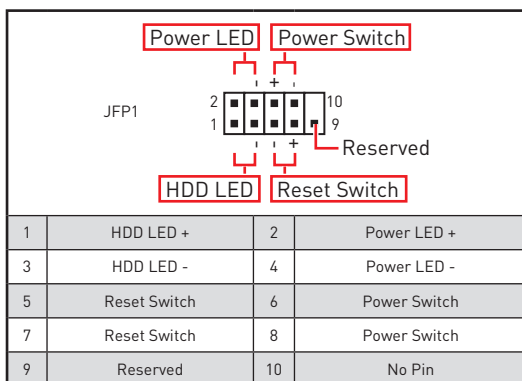 Power LED Power Switch
- + -
JFP1
2 10
1 9
Reserved
- - +
HDD LED Reset Switch
1 HDD LED + 2 Power LED +
3 HDD LED - 4 Power LED -
5 Reset Switch 6 Power Switch
7 Reset Switch 8 Power Switch
9 Reserved 10 No Pin